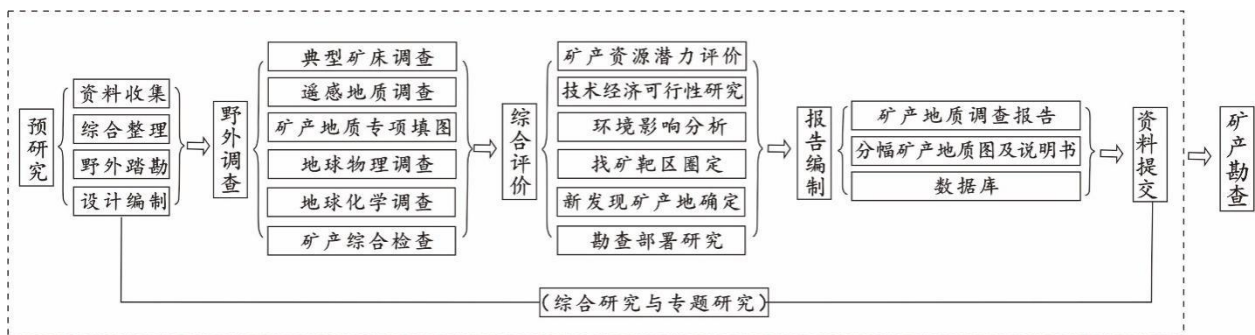 预研究
资料收集
综合整理
野外踏勘
设计编制
野外调查
典型矿床调查
遥感地质调查
矿产地质专项填图
地球物理调查
地球化学调查
矿产综合检查
综合评价
矿产资源潜力评价
技术经济可行性研究
环境影响分析
找矿靶区圈定
新发现矿产地确定
勘查部署研究
报告编制
矿产地质调查报告
分幅矿产地质图及说明书
数据库
资料提交
矿产勘查
(综合研究与专题研究)